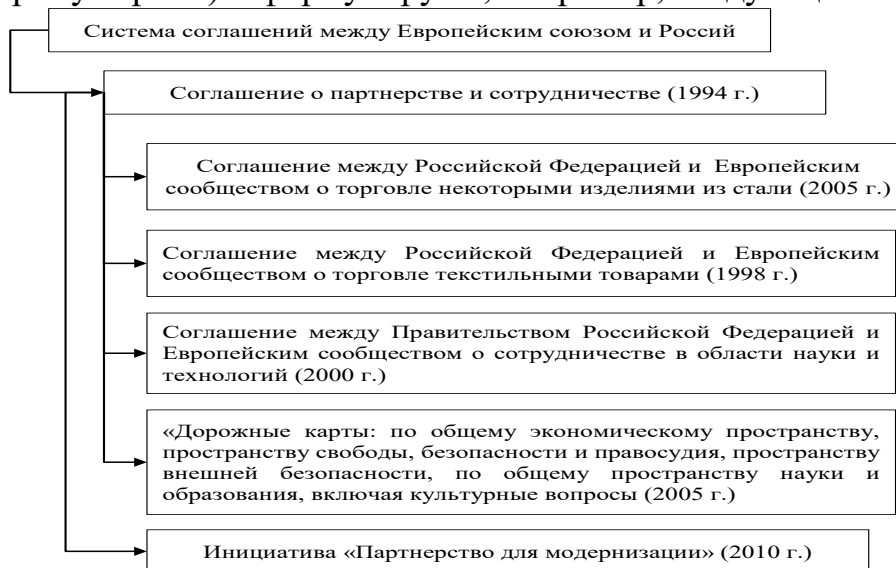 Система соглашений между Европейским союзом и Россий
Соглашение о партнерстве и сотрудничестве (1994 г.)
Соглашение между Российской Федерацией и Европейским
сообществом о торговле некоторыми изделиями из стали (2005 г.)
Соглашение между Российской Федерацией и Европейским
сообществом о торговле текстильными товарами (1998 г.)
Соглашение между Правительством Российской Федерацией и
Европейским сообществом о сотрудничестве в области науки и
технологий (2000 г.)
«Дорожные карты: по общему экономическому пространству,
пространству свободы, безопасности и правосудия, пространству
внешней безопасности, по общему пространству науки и
образования, включая культурные вопросы (2005 г.)
Инициатива «Партнерство для модернизации» (2010 г.)